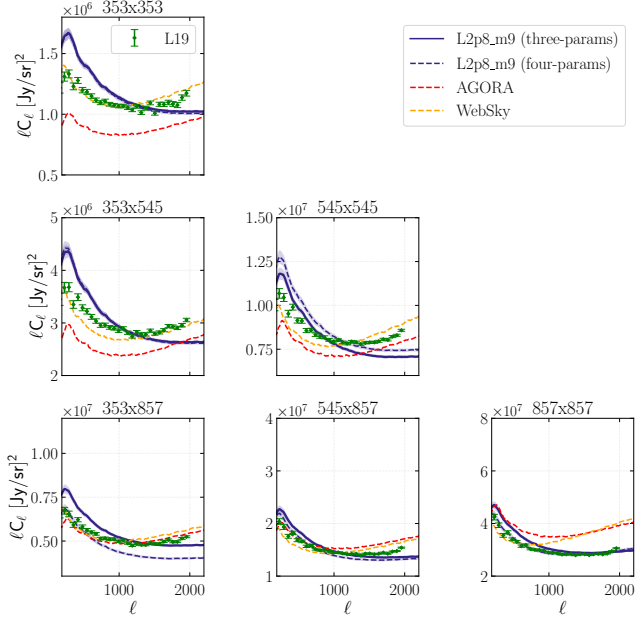 ×10⁶ 353x353
1.5
1.0
0.5
ℓC_ℓ [Jy/sr]²
L19
L2p8_m9 (three-params)
L2p8_m9 (four-params)
AGORA
WebSky
×10⁶ 353x545
5
4
3
2
ℓC_ℓ [Jy/sr]²
×10⁷ 545x545
1.50
1.25
1.00
0.75
×10⁷ 353x857
1.00
0.75
0.50
ℓC_ℓ [Jy/sr]²
1000 2000
ℓ
×10⁷ 545x857
4
3
2
1
1000 2000
ℓ
×10⁷ 857x857
8
6
4
2
1000 2000
ℓ